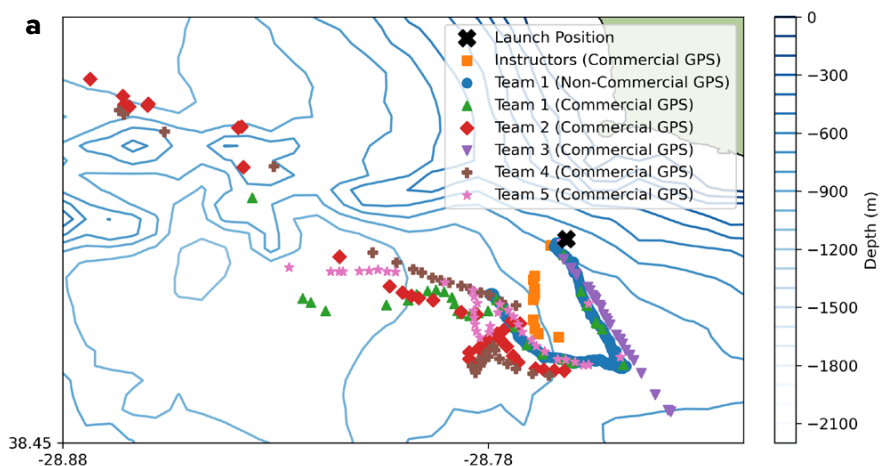 a
Launch Position
Instructors (Commercial GPS)
Team 1 (Non-Commercial GPS)
Team 1 (Commercial GPS)
Team 2 (Commercial GPS)
Team 3 (Commercial GPS)
Team 4 (Commercial GPS)
Team 5 (Commercial GPS)
38.45
-28.88
-28.78
0
−300
−600
−900
−1200
−1500
−1800
−2100
Depth (m)